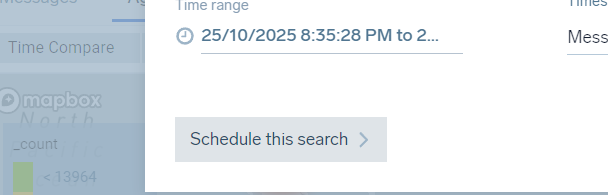 Messages
Time range
25/10/2025 8:35:28 PM to 2...
Mess
Time Compare
mapbox
North
_count
Schedule this search
< 13964